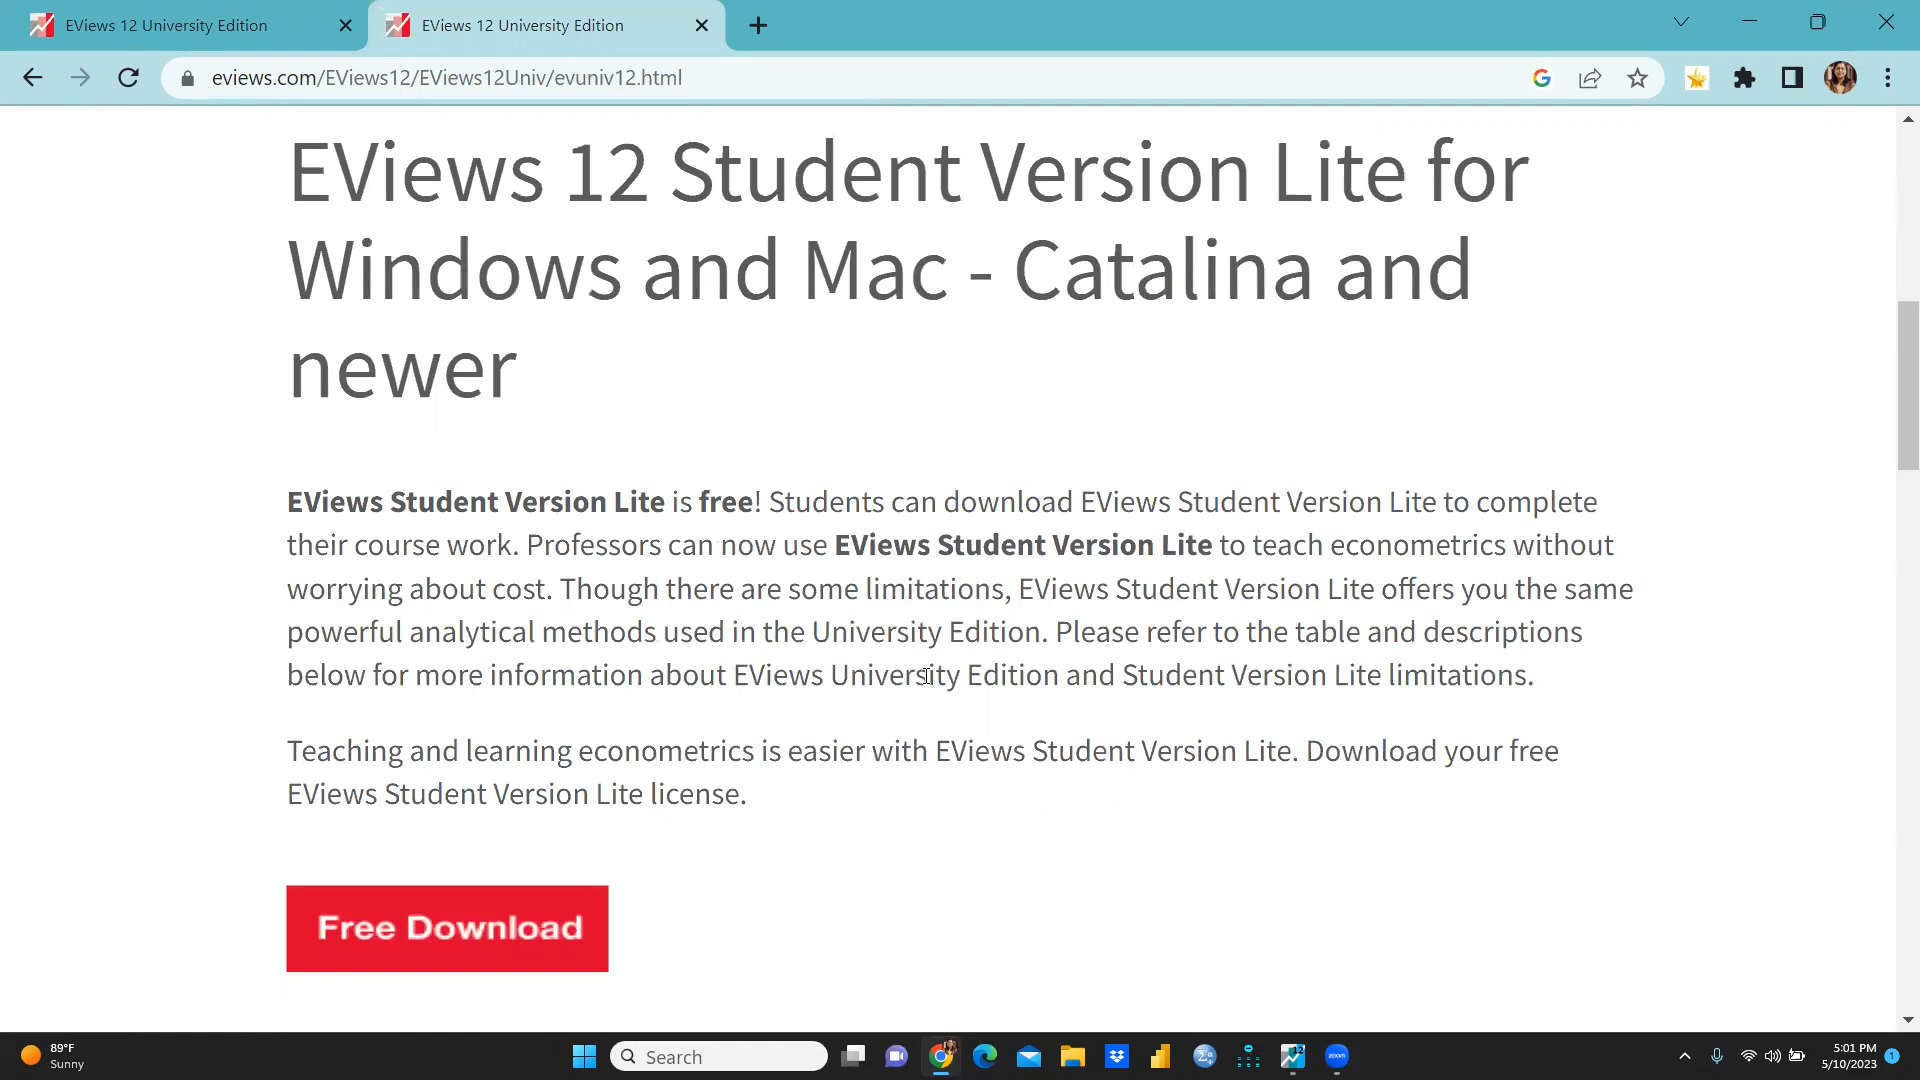 EViews 12 University Edition
EViews 12 University Edition
eviews.com/EViews12/EViews12Univ/evuniv12.html
EViews 12 Student Version Lite for
Windows and Mac - Catalina and
newer
EViews Student Version Lite is free! Students can download EViews Student Version Lite to complete
their course work. Professors can now use EViews Student Version Lite to teach econometrics without
worrying about cost. Though there are some limitations, EViews Student Version Lite offers you the same
powerful analytical methods used in the University Edition. Please refer to the table and descriptions
below for more information about EViews University Edition and Student Version Lite limitations.
Teaching and learning econometrics is easier with EViews Student Version Lite. Download your free
EViews Student Version Lite license.
Free Download
89°F
Sunny
Search
zoom
5:01 PM
5/10/2023
1